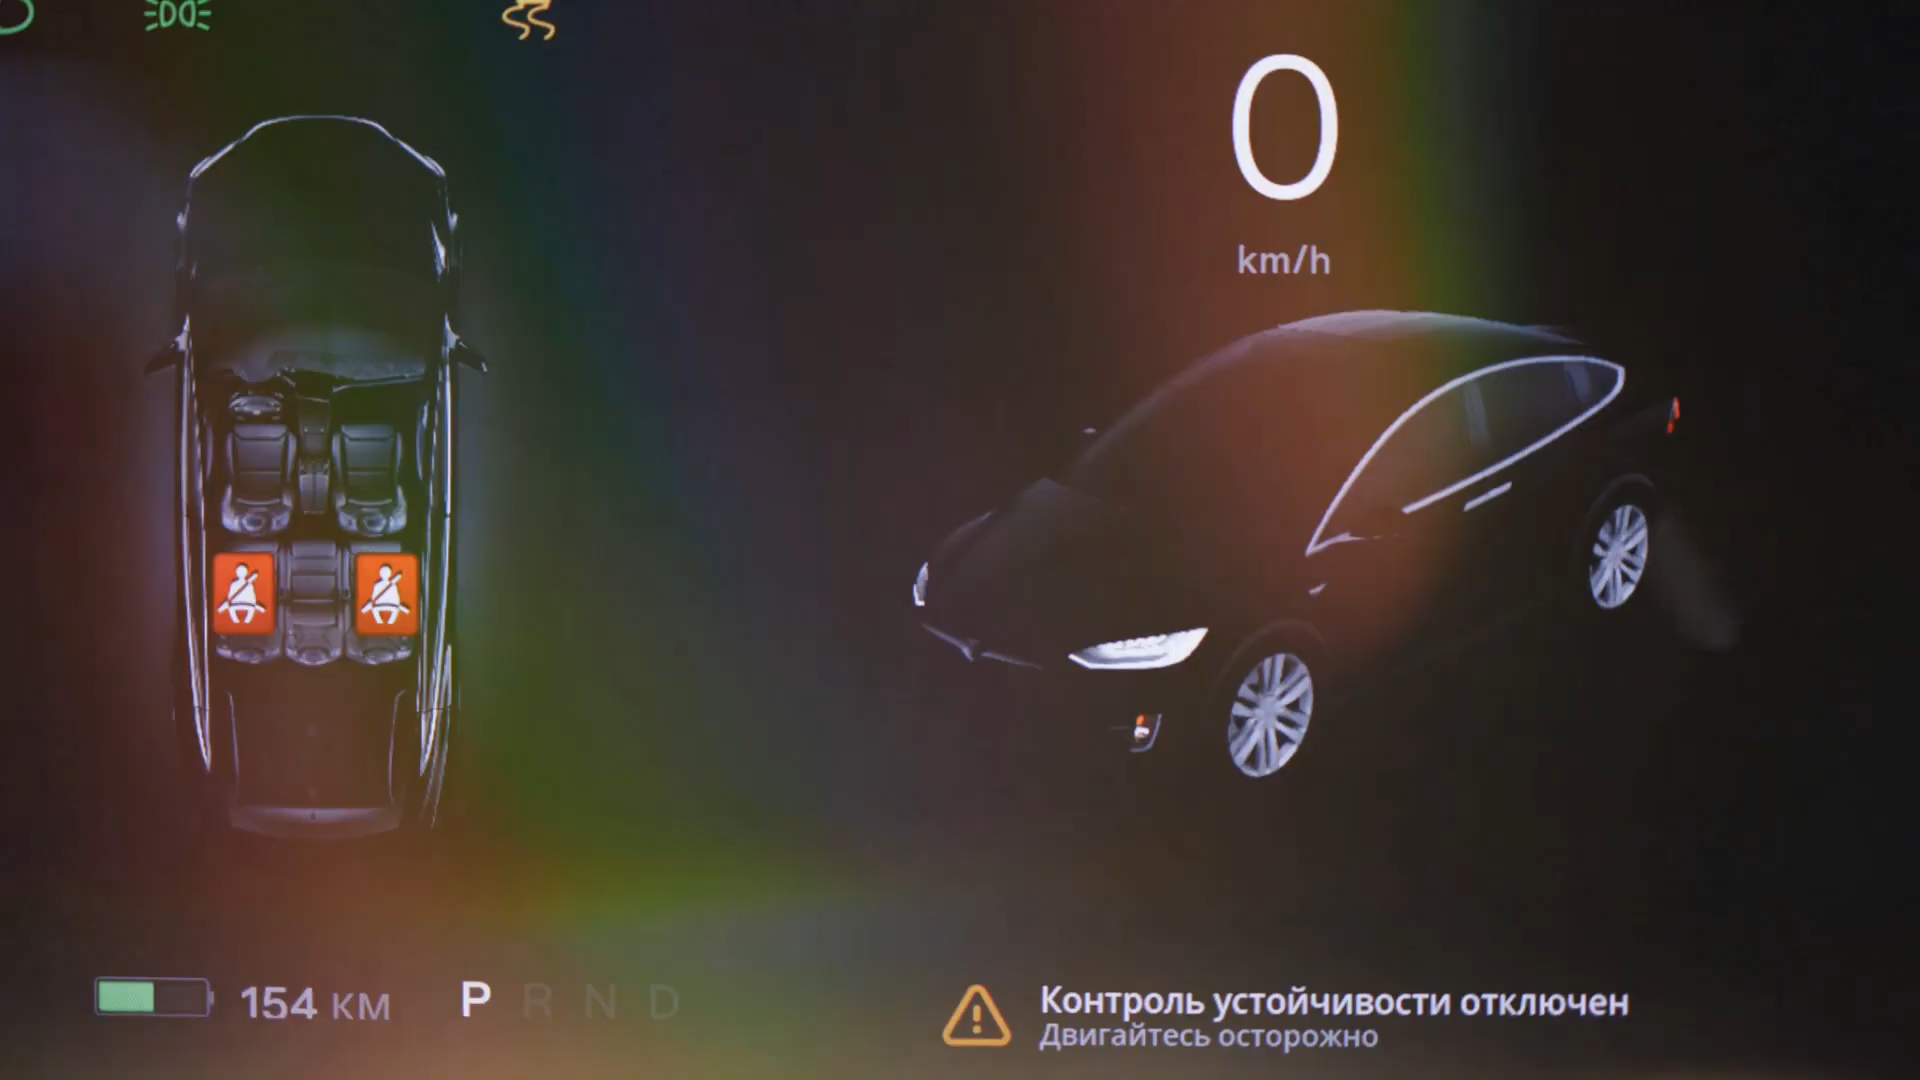 0
km/h
154 км
P R N D
Контроль устойчивости отключен
Двигайтесь осторожно